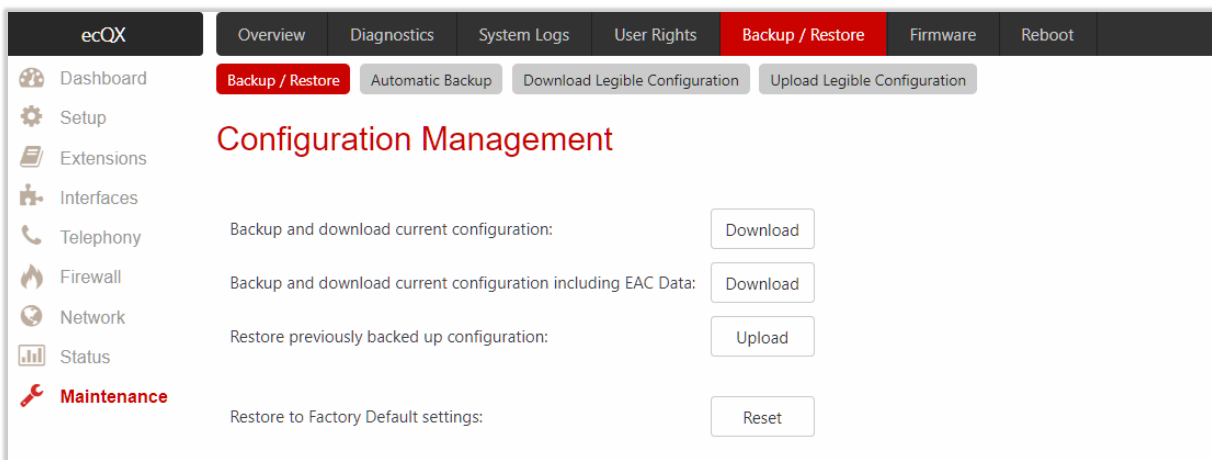 ecQX
Overview Diagnostics System Logs User Rights Backup / Restore Firmware Reboot
Backup / Restore Automatic Backup Download Legible Configuration Upload Legible Configuration
Dashboard
Setup
Extensions
Interfaces
Telephony
Firewall
Network
Status
Maintenance
Configuration Management
Backup and download current configuration: Download
Backup and download current configuration including EAC Data: Download
Restore previously backed up configuration: Upload
Restore to Factory Default settings: Reset